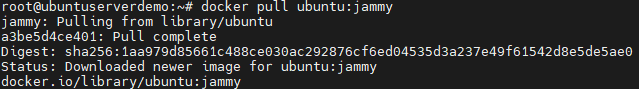 root@ubuntuserverdemo:~# docker pull ubuntu:jammy
jammy: Pulling from library/ubuntu
a3be5d4ce401: Pull complete
Digest: sha256:1aa979d85661c488ce030ac292876cf6ed04535d3a237e49f61542d8e5de5ae0
Status: Downloaded newer image for ubuntu:jammy
docker.io/library/ubuntu:jammy